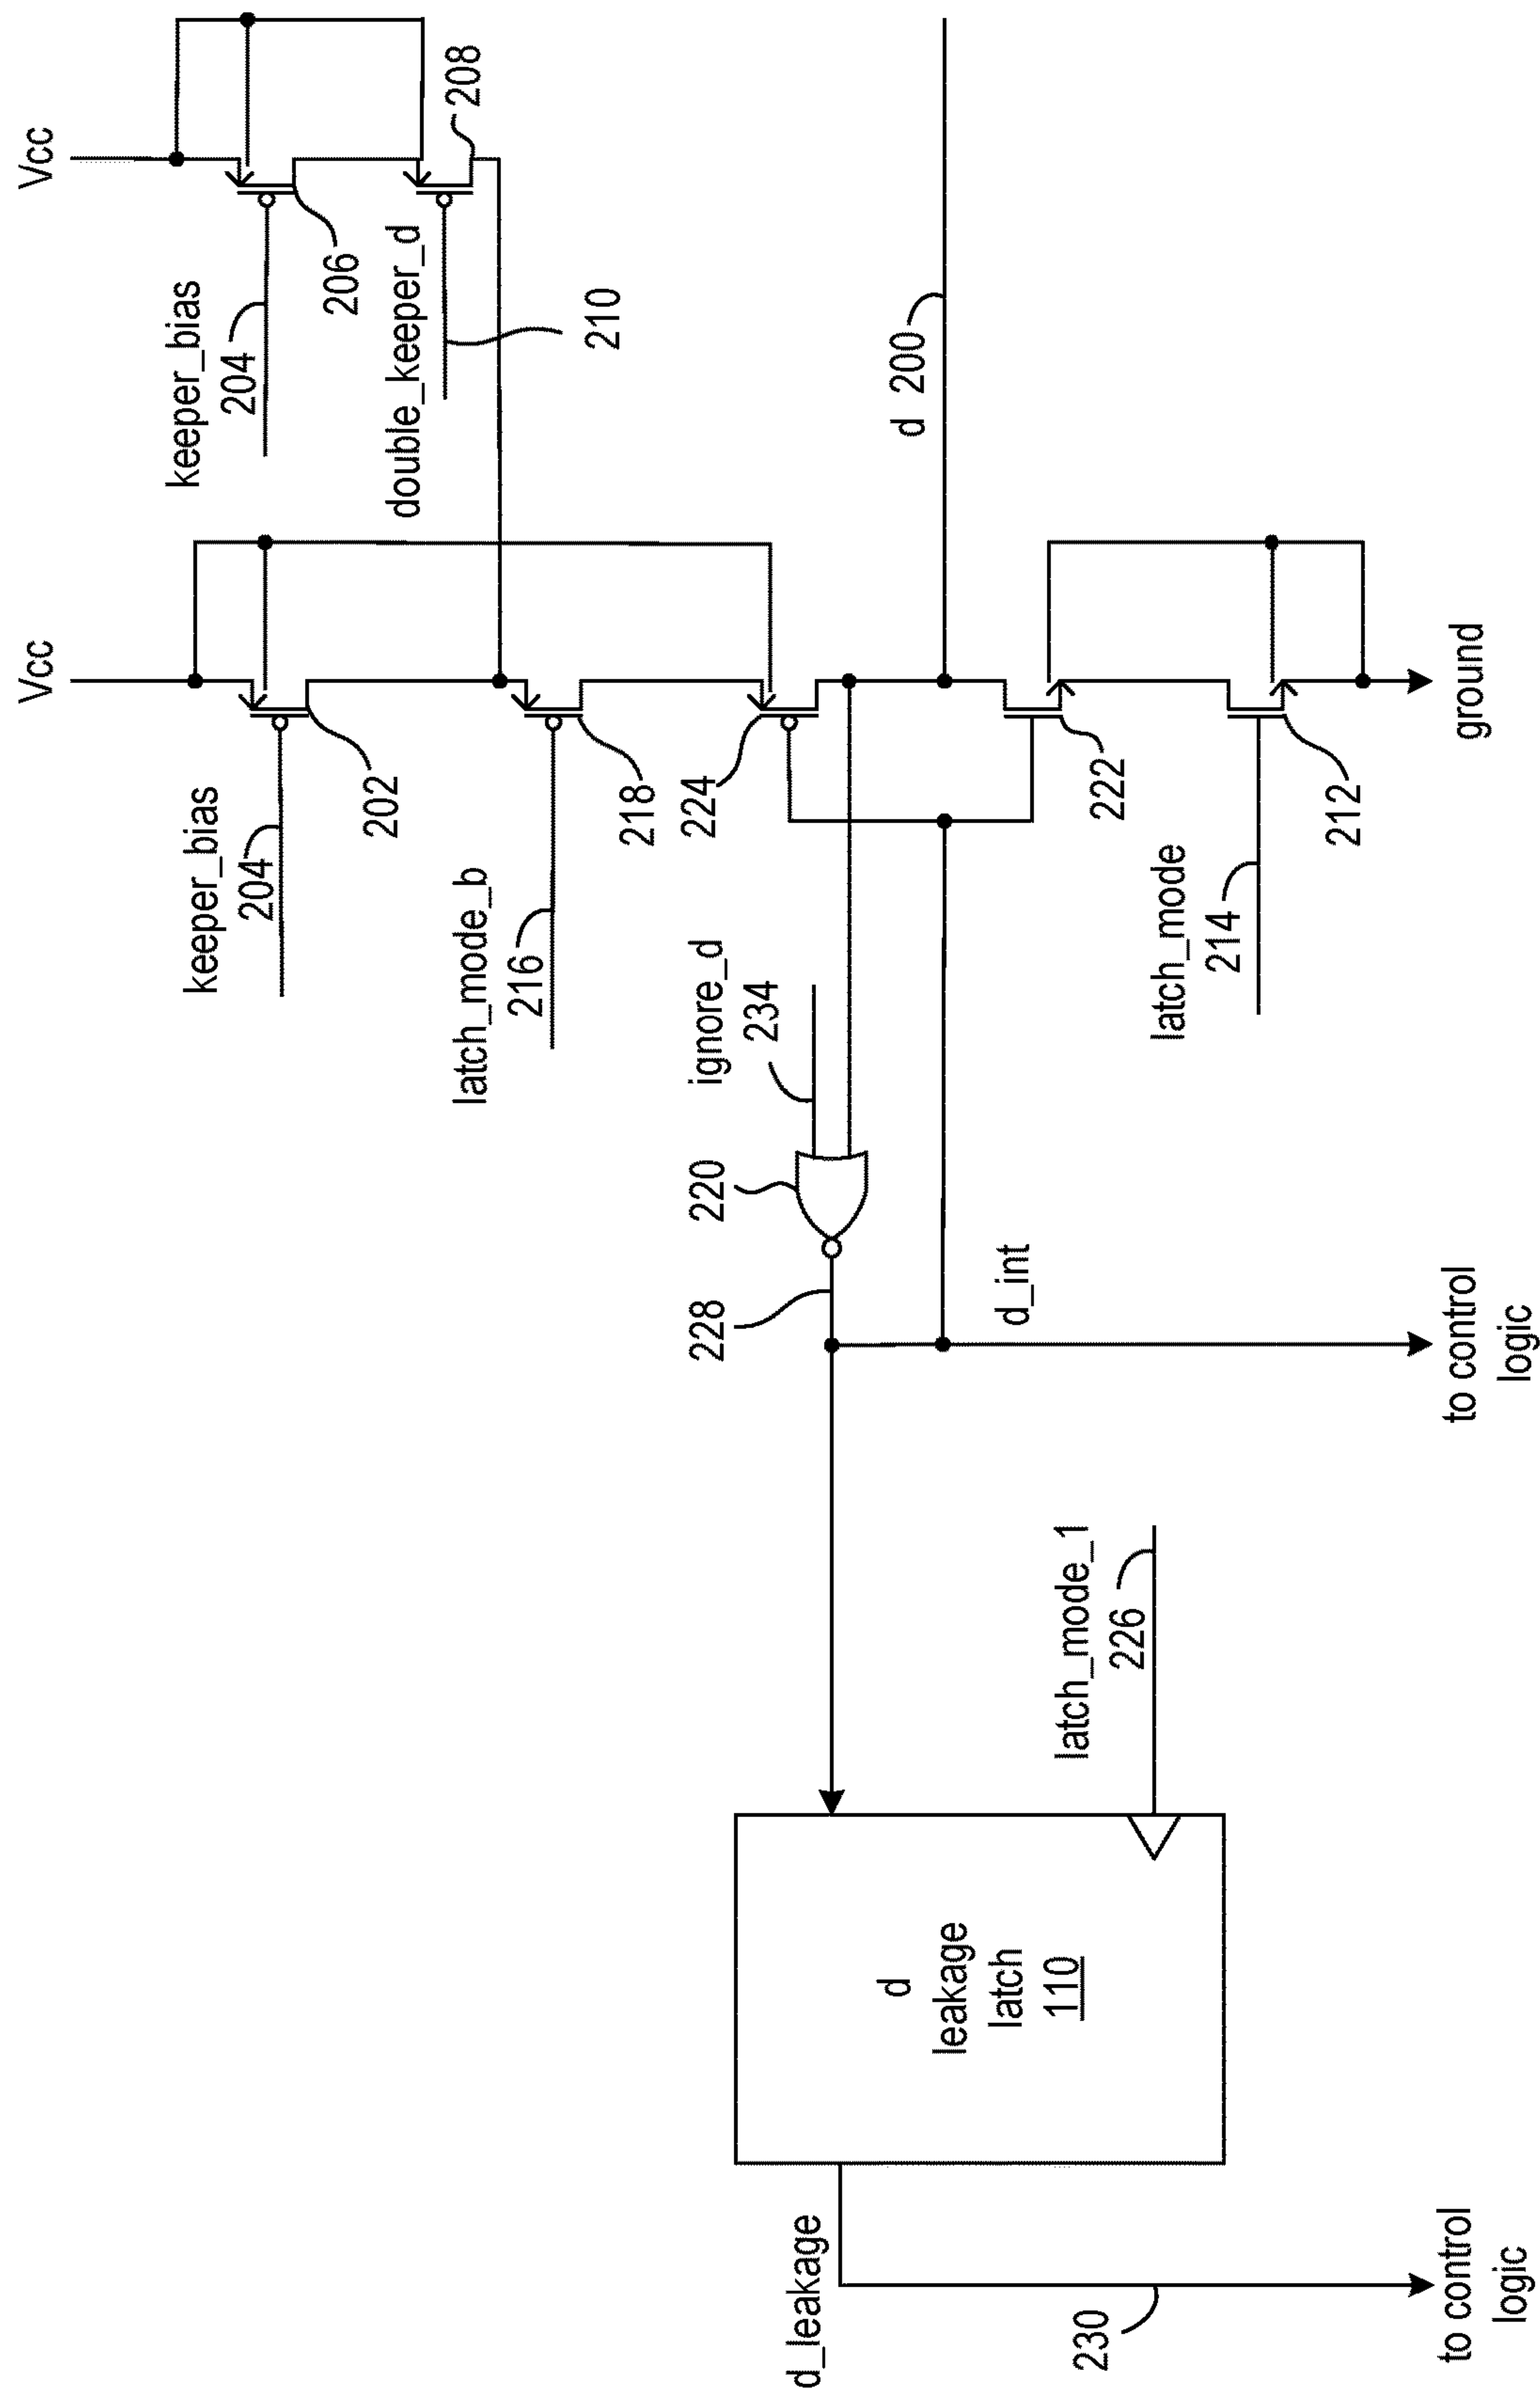 Vcc
keeper_bias
204
206
208
double_keeper_d
210
Vcc
keeper_bias
204
202
latch_mode_b
216
218
224
d 200
ignore_d
234
220
228
d_int
222
latch_mode
214
212
ground
to control
logic
latch_mode_1
226
d
leakage
latch
110
d_leakage
230
to control
logic